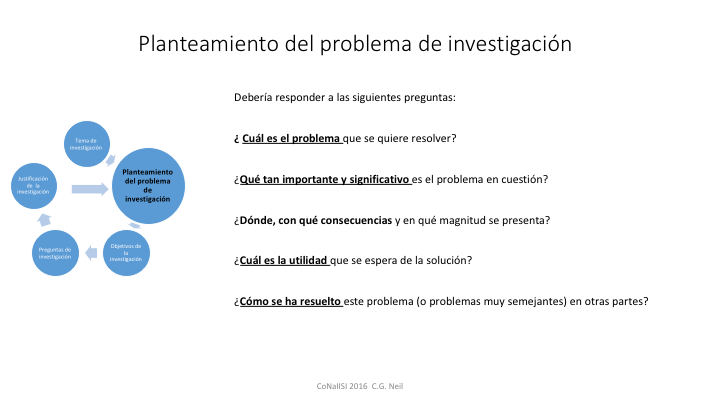 Planteamiento del problema de investigación
Debería responder a las siguientes preguntas:
¿ Cuál es el problema que se quiere resolver?
¿Qué tan importante y significativo es el problema en cuestión?
¿Dónde, con qué consecuencias y en qué magnitud se presenta?
¿Cuál es la utilidad que se espera de la solución?
¿Cómo se ha resuelto este problema (o problemas muy semejantes) en otras partes?
Tema de
investigación
Planteamiento
del problema
de
investigación
Objetivos de
la
investigación
Preguntas de
investigación
Justificación
de la
investigación
CoNaIISI 2016 C.G. Neil